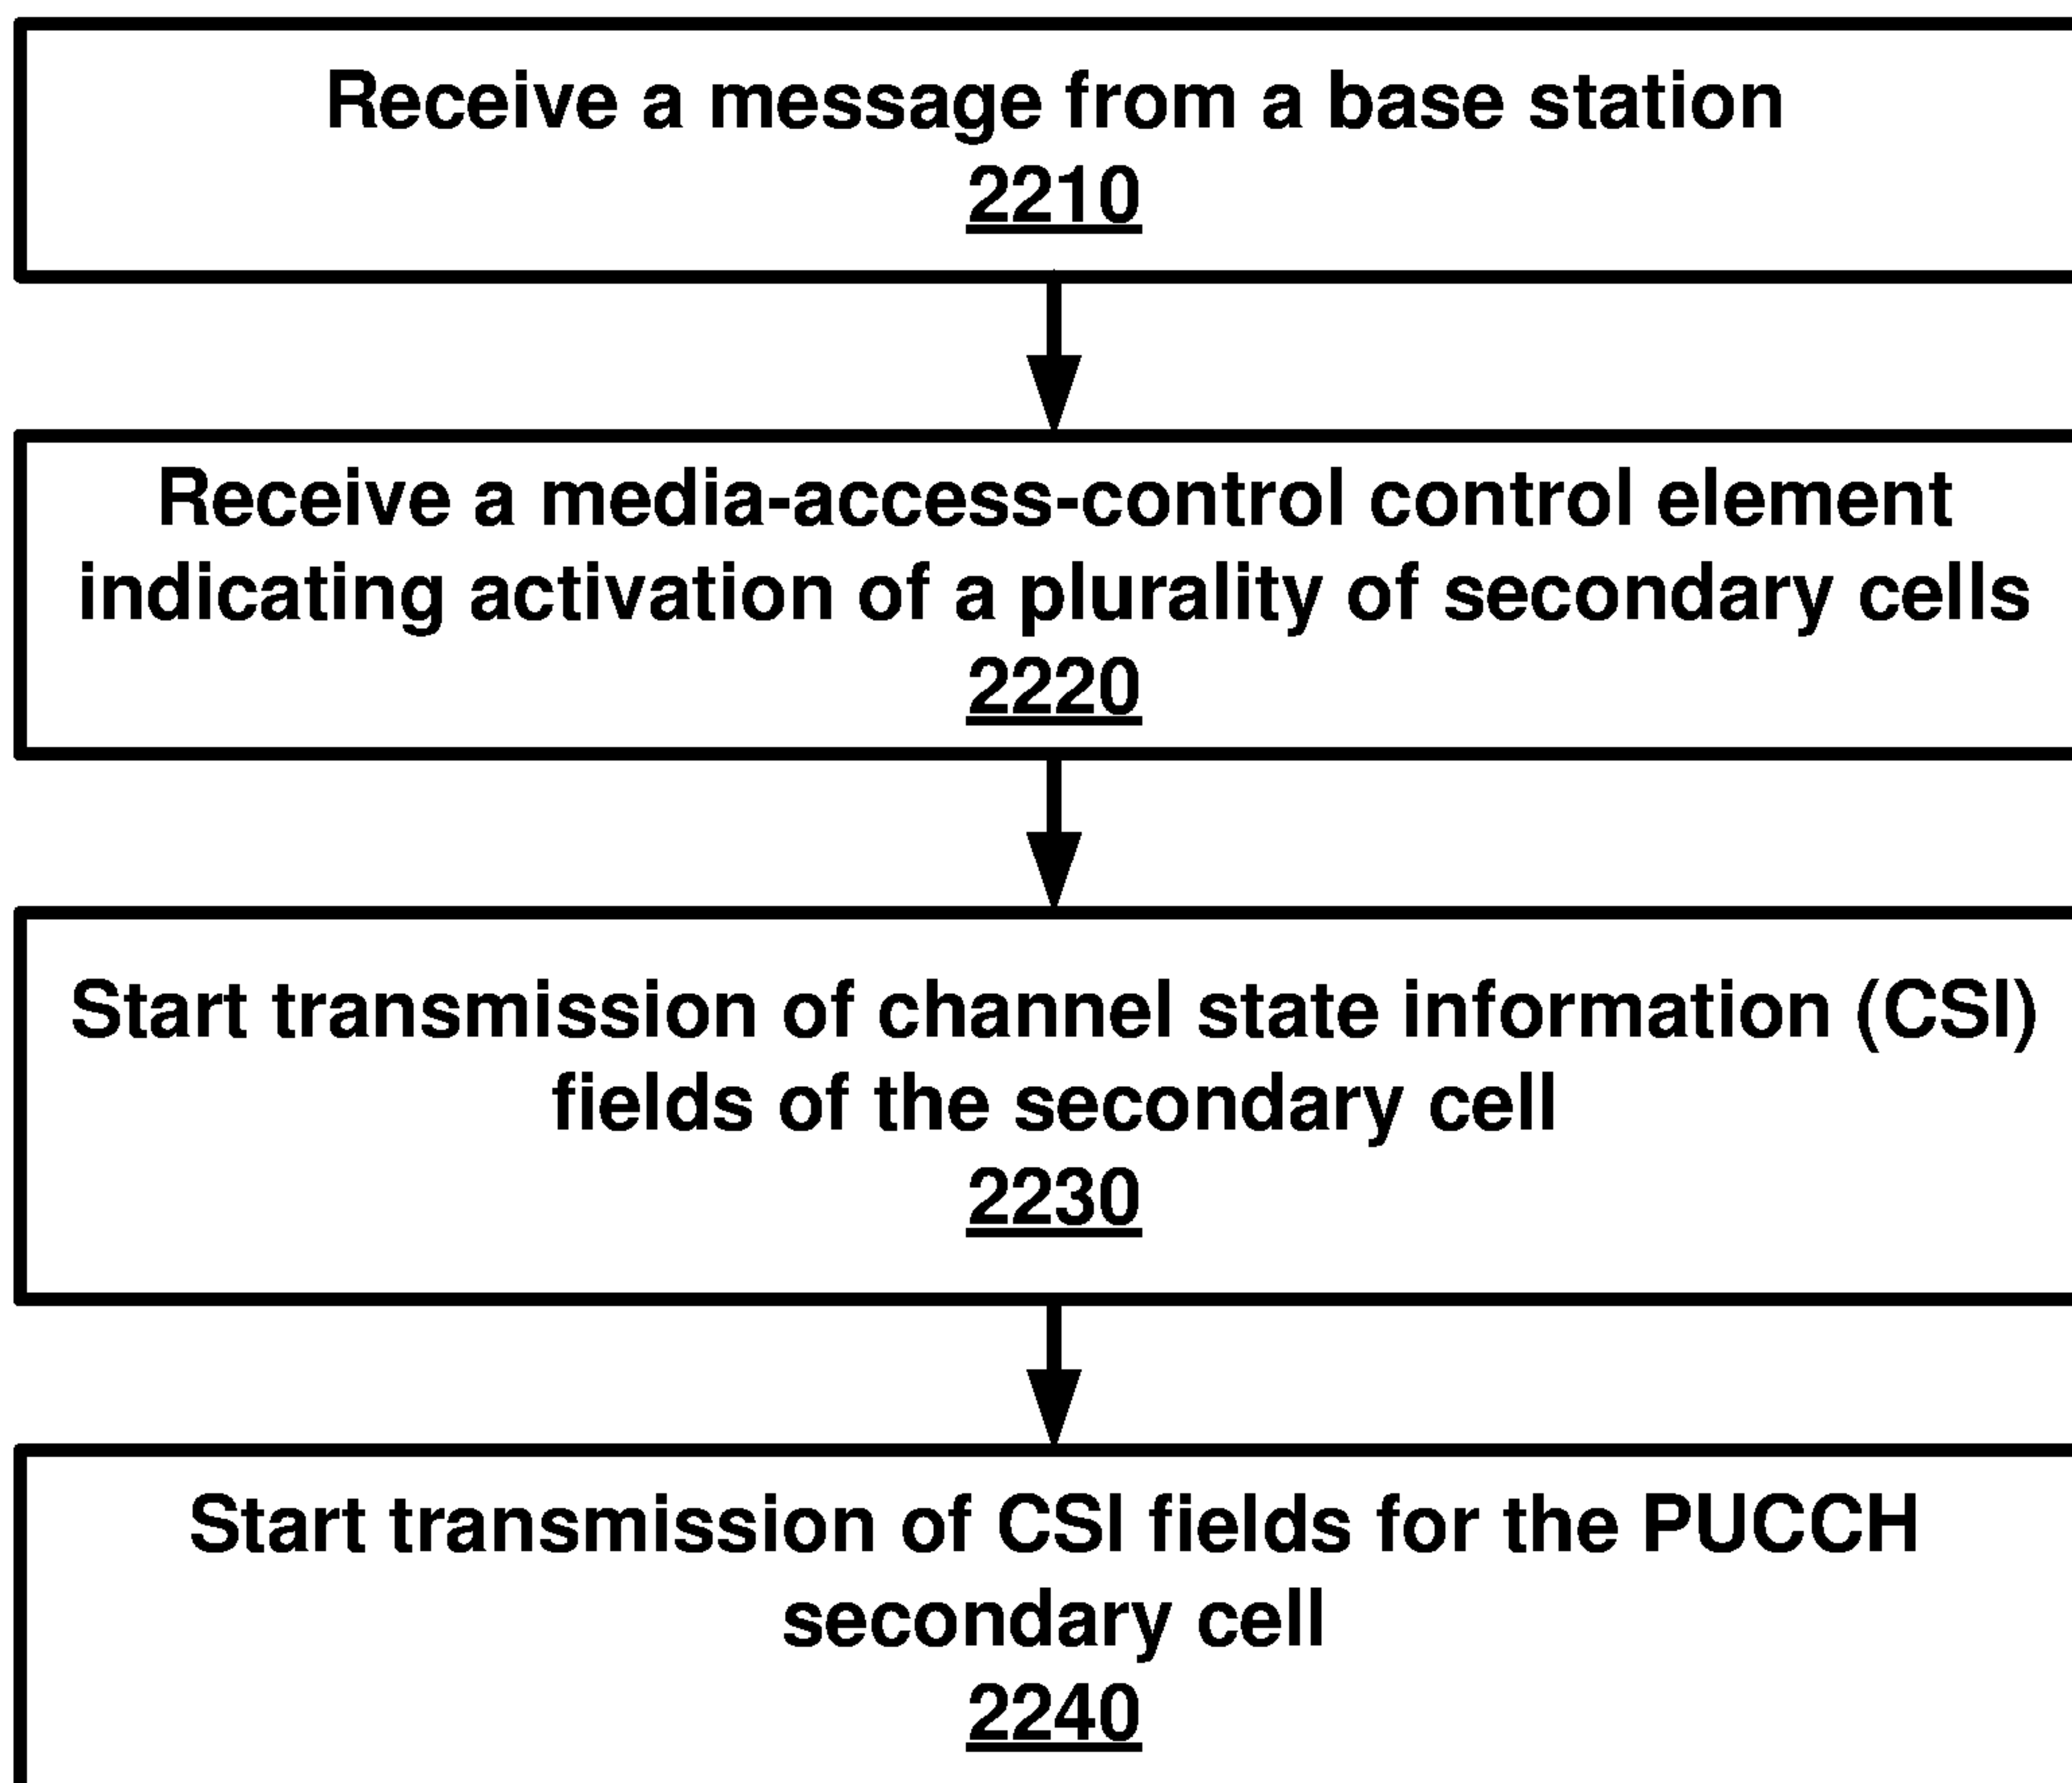 Receive a message from a base station
2210
Receive a media-access-control control element
indicating activation of a plurality of secondary cells
2220
Start transmission of channel state information (CSI)
fields of the secondary cell
2230
Start transmission of CSI fields for the PUCCH
secondary cell
2240